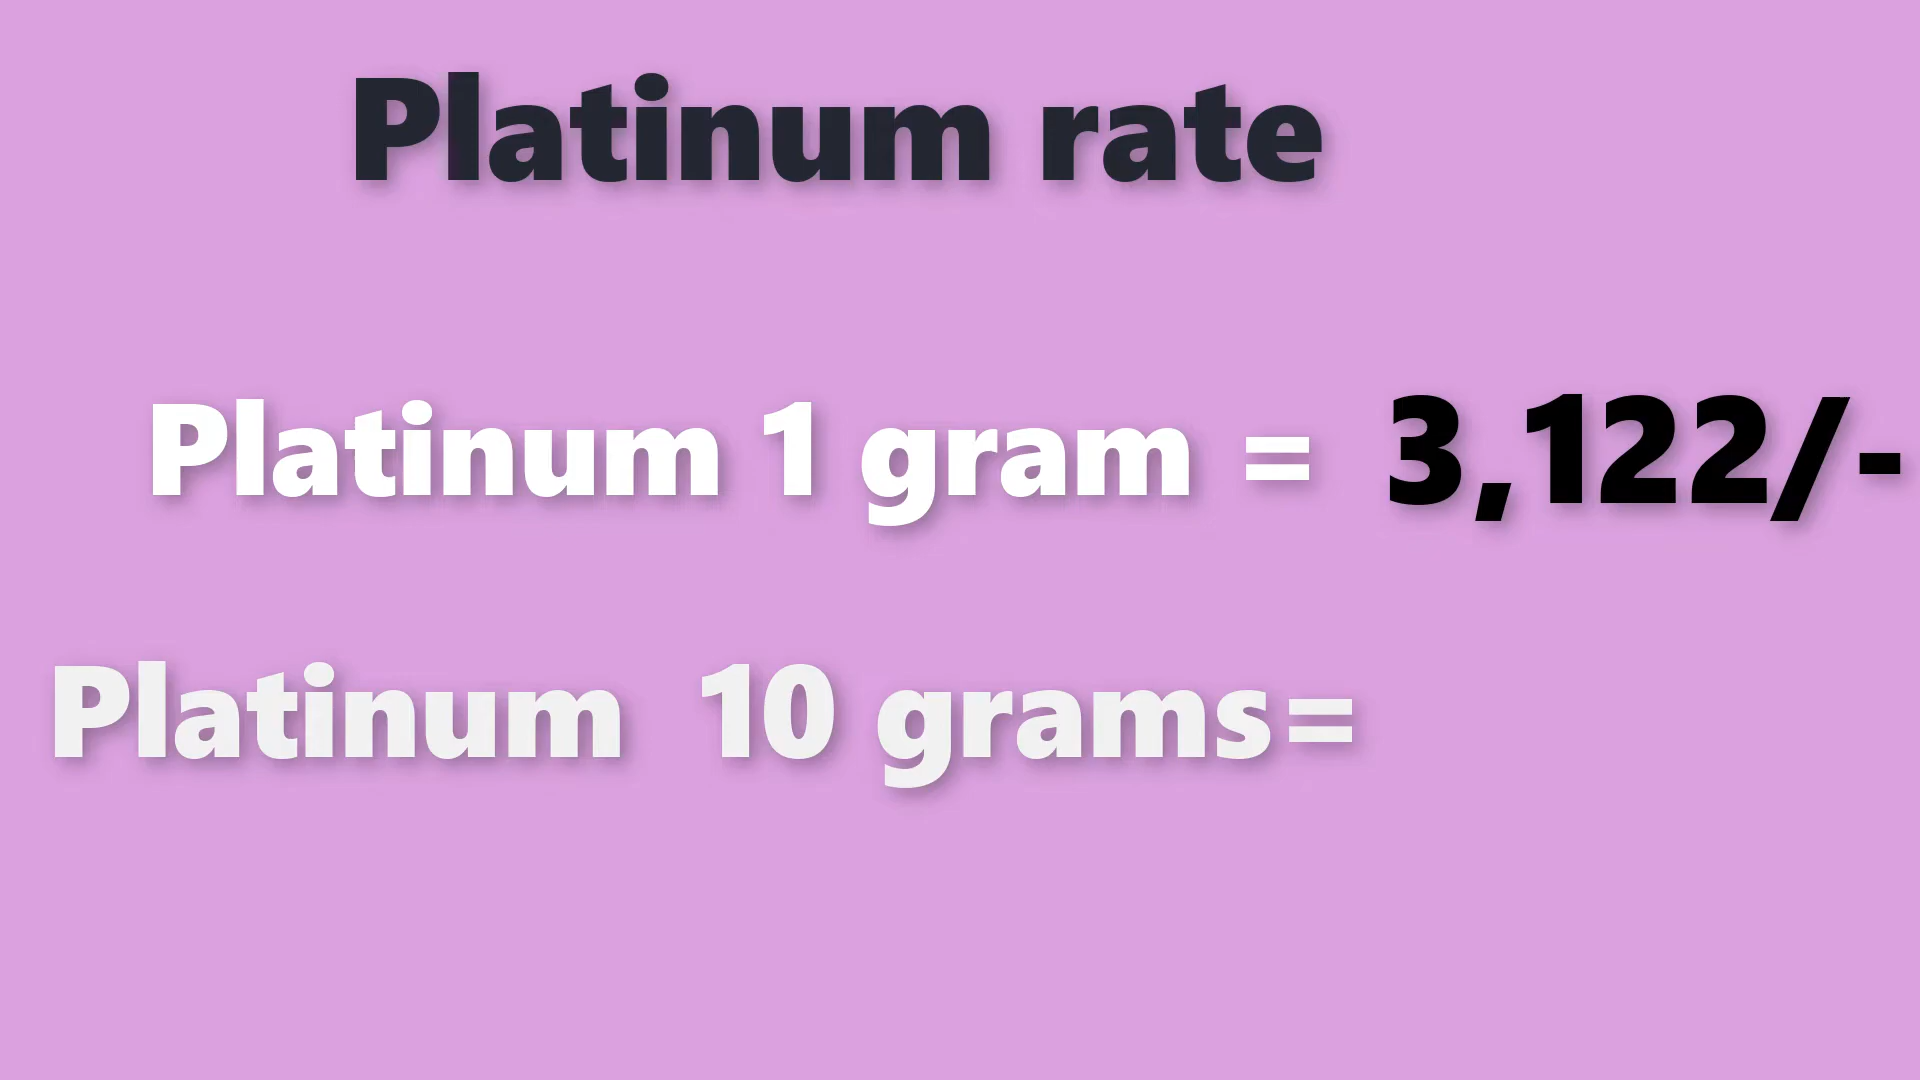 Platinum rate
Platinum 1 gram = 3,122/-
Platinum 10 grams=